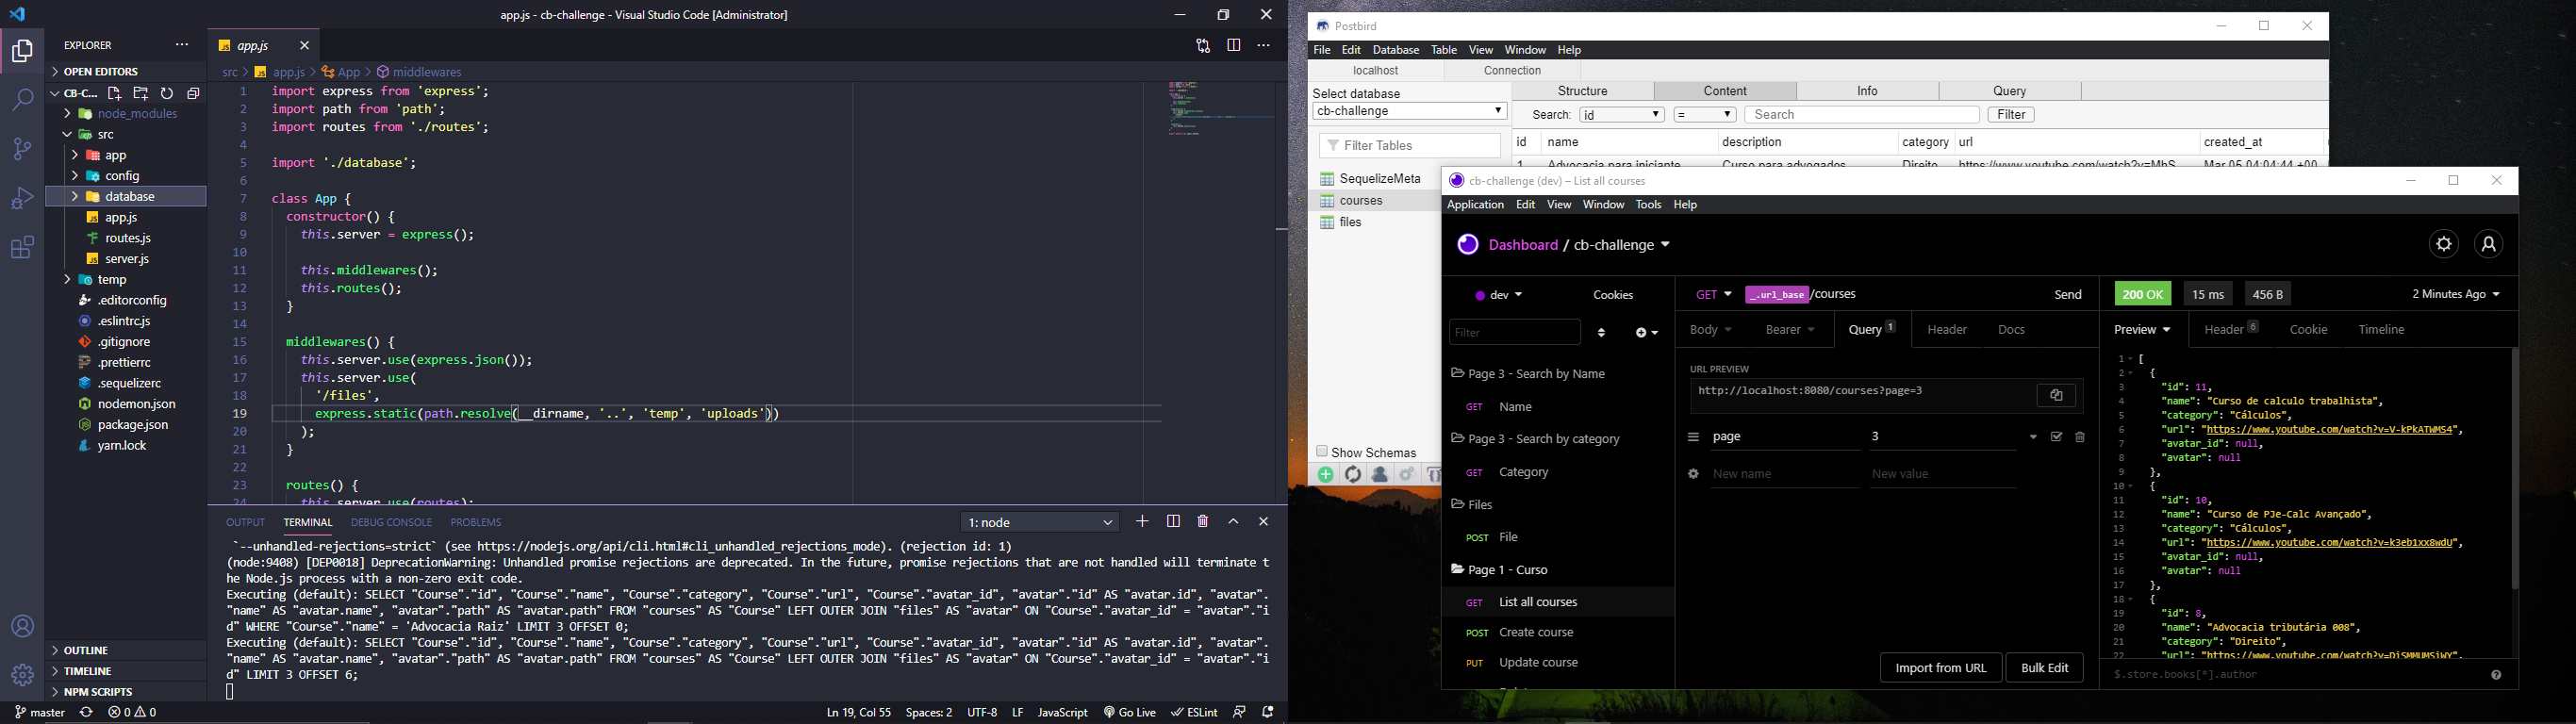 app.js - cb-challenge - Visual Studio Code [Administrator]
EXPLORER
OPEN EDITORS
CB-C...
node_modules
src
app
config
database
app.js
routes.js
server.js
temp
.editorconfig
.eslintrc.js
.gitignore
.prettierrc
.sequelizerc
nodemon.json
package.json
yarn.lock
OUTLINE
TIMELINE
NPM SCRIPTS
app.js
src > app.js > App > middlewares
1 import express from 'express';
2 import path from 'path';
3 import routes from './routes';
4
5 import './database';
6
7 class App {
8 constructor() {
9 this.server = express();
10
11 this.middlewares();
12 this.routes();
13 }
14
15 middlewares() {
16 this.server.use(express.json());
17 this.server.use(
18 '/files',
19 express.static(path.resolve(__dirname, '..', 'temp', 'uploads'))
20 );
21 }
22
23 routes() {
24 this.server.use(routes);
OUTPUT TERMINAL DEBUG CONSOLE PROBLEMS
1: node
`--unhandled-rejections=strict` (see https://nodejs.org/api/cli.html#cli_unhandled_rejections_mode). (rejection id: 1)
(node:9408) [DEP0018] DeprecationWarning: Unhandled promise rejections are deprecated. In the future, promise rejections that are not handled will terminate t
he Node.js process with a non-zero exit code.
Executing (default): SELECT "Course"."id", "Course"."name", "Course"."category", "Course"."url", "Course"."avatar_id", "avatar"."id" AS "avatar.id", "avatar".
"name" AS "avatar.name", "avatar"."path" AS "avatar.path" FROM "courses" AS "Course" LEFT OUTER JOIN "files" AS "avatar" ON "Course"."avatar_id" = "avatar"."i
d" WHERE "Course"."name" = 'Advocacia Raiz' LIMIT 3 OFFSET 0;
Executing (default): SELECT "Course"."id", "Course"."name", "Course"."category", "Course"."url", "Course"."avatar_id", "avatar"."id" AS "avatar.id", "avatar".
"name" AS "avatar.name", "avatar"."path" AS "avatar.path" FROM "courses" AS "Course" LEFT OUTER JOIN "files" AS "avatar" ON "Course"."avatar_id" = "avatar"."i
d" LIMIT 3 OFFSET 6;
master 0 0
Ln 19, Col 55 Spaces: 2 UTF-8 LF JavaScript Go Live ESLint
Postbird
File Edit Database Table View Window Help
localhost Connection
Select database
cb-challenge
Filter Tables
SequelizeMeta
courses
files
Show Schemas
Structure Content Info Query
Search: id = Search Filter
id name description category url created_at
1 Advocacia para iniciante Curso para advogados Direito https://www.youtube.com/watch?v=MhS Mar 05 04:04:44 +00
cb-challenge (dev) – List all courses
Application Edit View Window Tools Help
Dashboard / cb-challenge
dev Cookies
Filter
Page 3 - Search by Name
GET Name
Page 3 - Search by category
GET Category
Files
POST File
Page 1 - Curso
GET List all courses
POST Create course
PUT Update course
GET _.url_base/courses Send
Body Bearer Query 1 Header Docs
URL PREVIEW
http://localhost:8080/courses?page=3
page 3
New name New value
Import from URL Bulk Edit
200 OK 15 ms 456 B 2 Minutes Ago
Preview Header 6 Cookie Timeline
1 [
2 {
3 "id": 11,
4 "name": "Curso de calculo trabalhista",
5 "category": "Cálculos",
6 "url": "https://www.youtube.com/watch?v=V-kPkATWMS4",
7 "avatar_id": null,
8 "avatar": null
9 },
10 {
11 "id": 10,
12 "name": "Curso de PJe-Calc Avançado",
13 "category": "Cálculos",
14 "url": "https://www.youtube.com/watch?v=k3eb1xx8wdU",
15 "avatar_id": null,
16 "avatar": null
17 },
18 {
19 "id": 8,
20 "name": "Advocacia tributária 008",
21 "category": "Direito",
22 "url": "https://www.youtube.com/watch?v=DiSMMUMSiWY",
$.store.books[*].author